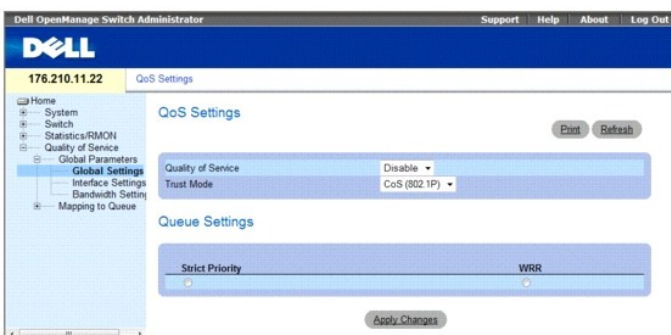 Dell OpenManage Switch Administrator Support Help About Log Out
DELL
176.210.11.22 QoS Settings
Home
System
Switch
Statistics/RMON
Quality of Service
Global Parameters
Global Settings
Interface Settings
Bandwidth Setting
Mapping to Queue
QoS Settings
Print Refresh
Quality of Service Disable
Trust Mode CoS (802.1P)
Queue Settings
Strict Priority WRR
Apply Changes